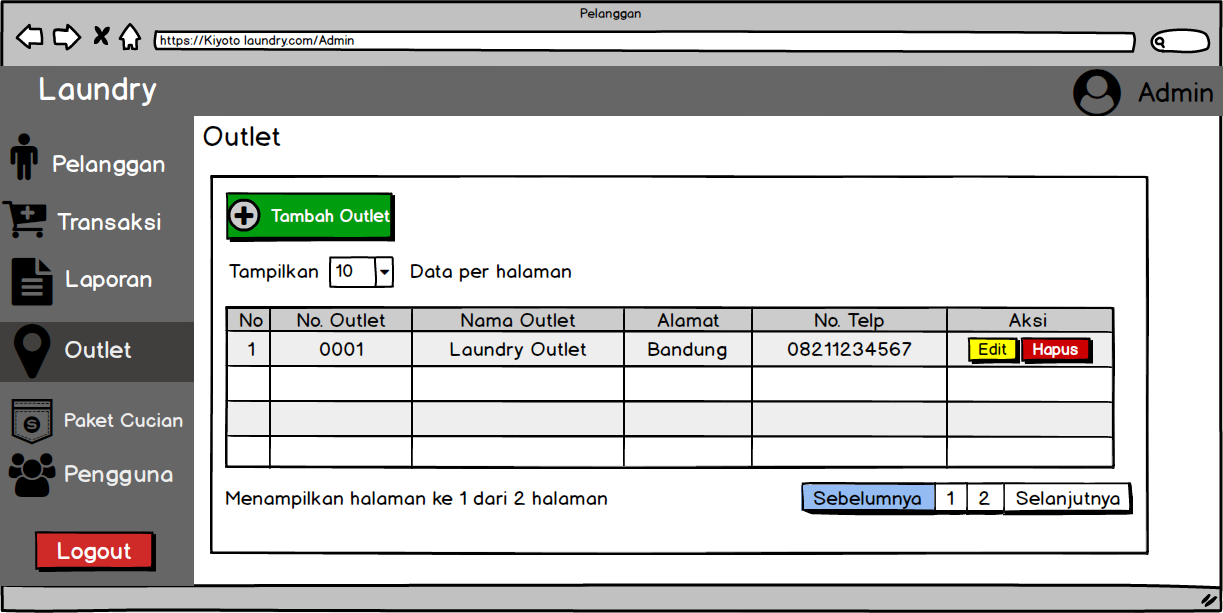 Pelanggan
https://Kiyoto laundry.com/Admin
Laundry
Admin
Pelanggan
Transaksi
Laporan
Outlet
Paket Cucian
S
Pengguna
Logout
Outlet
Tambah Outlet
Tampilkan 10 Data per halaman
No No. Outlet Nama Outlet Alamat No. Telp Aksi
1 0001 Laundry Outlet Bandung 08211234567 Edit Hapus
Menampilkan halaman ke 1 dari 2 halaman
Sebelumnya 1 2 Selanjutnya